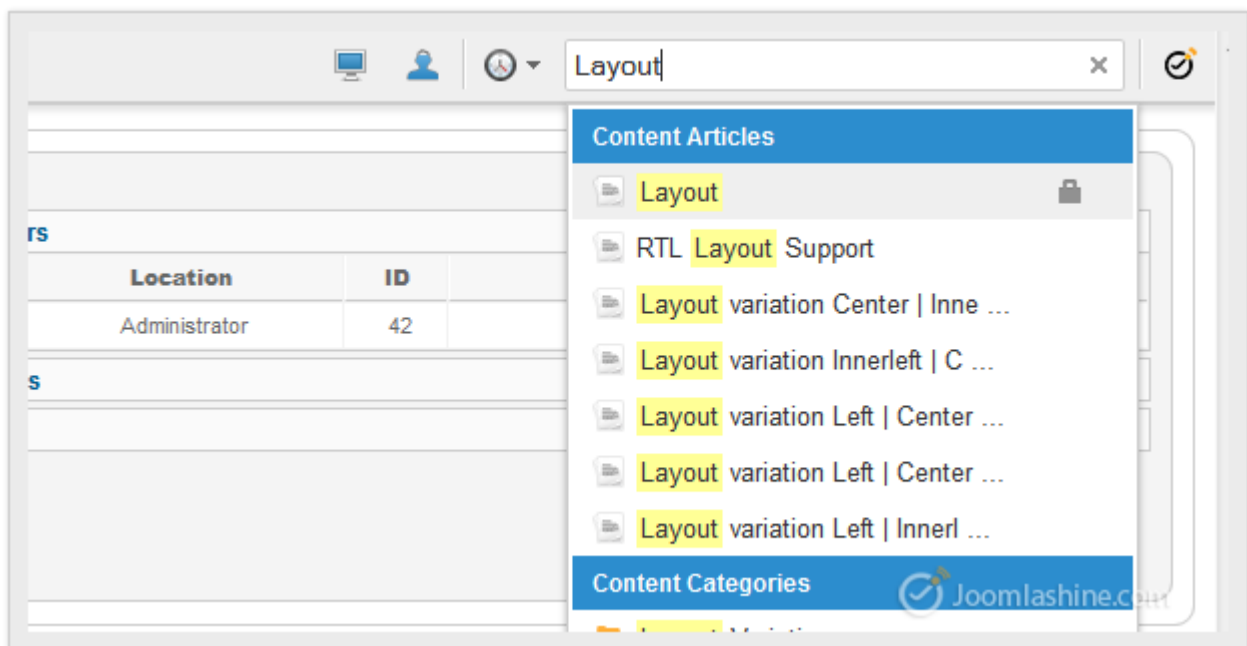 Layout
Content Articles
Layout
rs
RTL Layout Support
Location ID
Layout variation Center | Inne ...
Administrator 42
Layout variation Innerleft | C ...
s
Layout variation Left | Center ...
Layout variation Left | Center ...
Layout variation Left | Innerl ...
Content Categories
Joomlashine.com